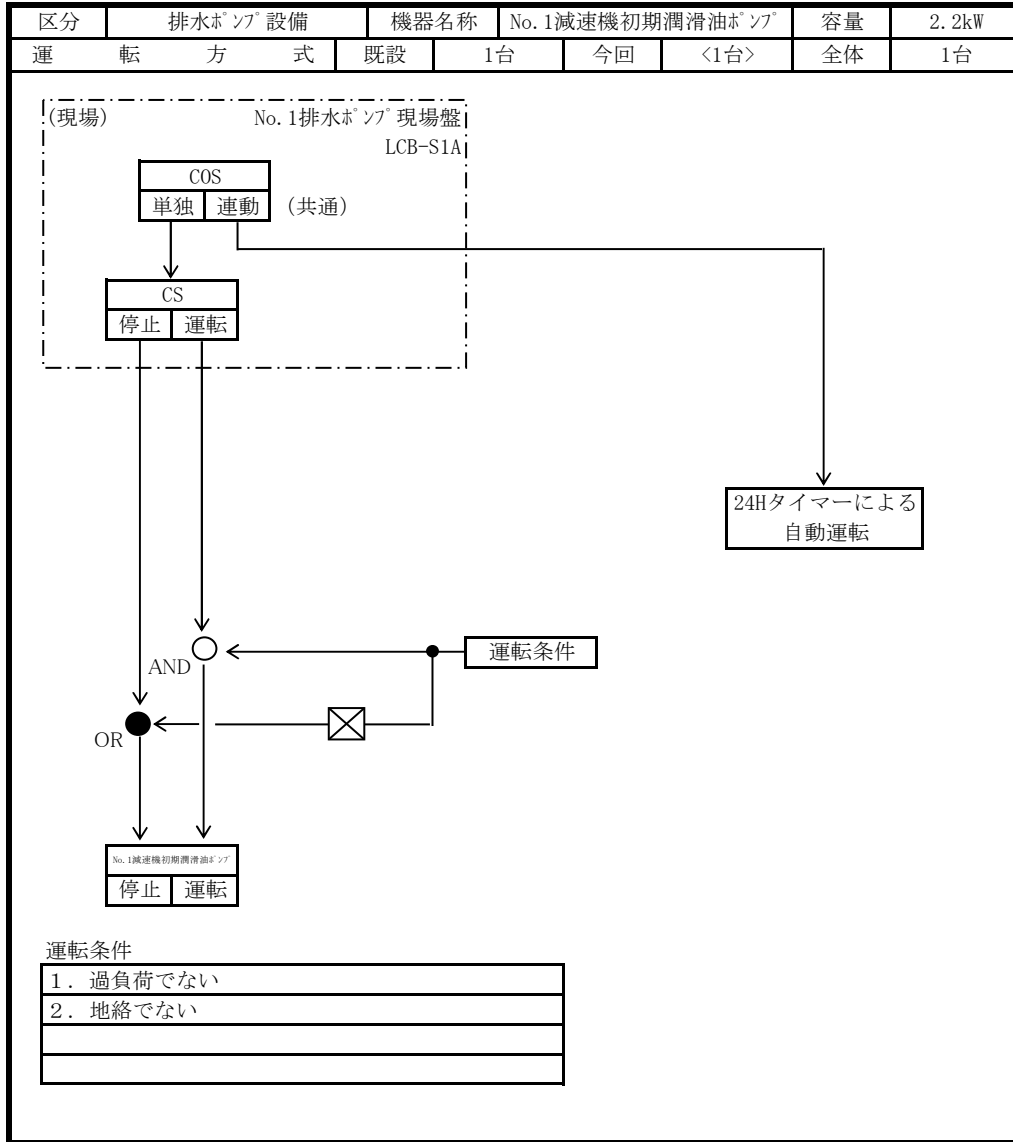 区分 排水ﾎﾟﾝﾌﾟ設備 機器名称 No.1減速機初期潤滑油ﾎﾟﾝﾌﾟ 容量 2.2kW
運転方式 既設 1台 今回 <1台> 全体 1台
(現場) No.1排水ﾎﾟﾝﾌﾟ現場盤
LCB-S1A
COS
単独 連動 (共通)
CS
停止 運転
24Hタイマーによる
自動運転
運転条件
AND
OR
No.1減速機初期潤滑油ﾎﾟﾝﾌﾟ
停止 運転
運転条件
1. 過負荷でない
2. 地絡でない